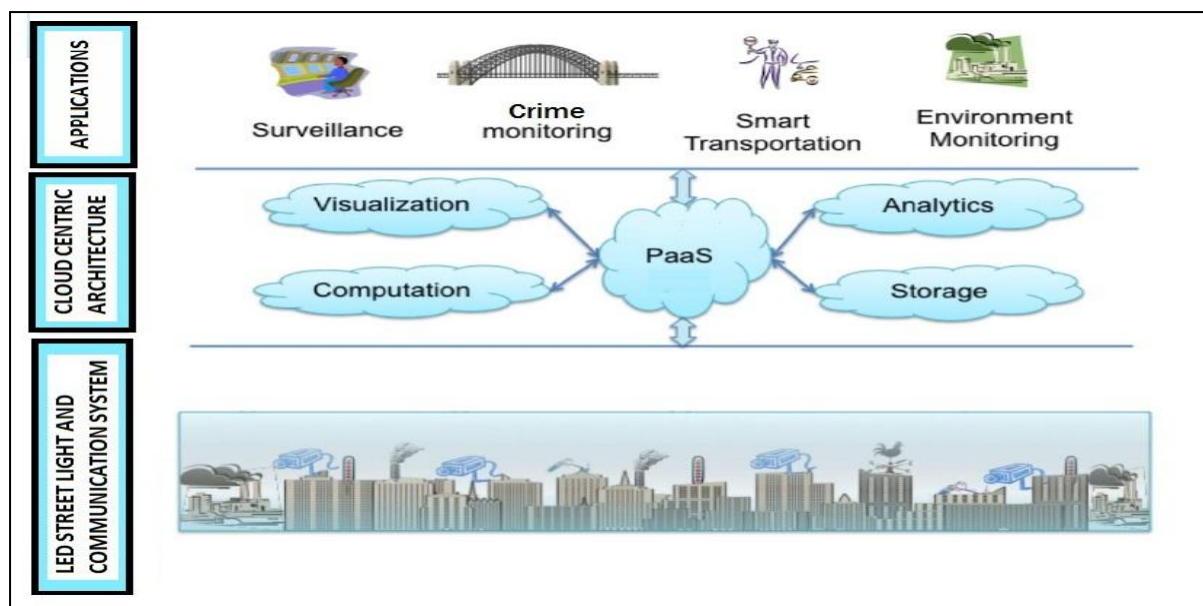 APPLICATIONS
Surveillance
Crime
monitoring
Smart
Transportation
Environment
Monitoring
CLOUD CENTRIC
ARCHITECTURE
Visualization
Computation
PaaS
Analytics
Storage
LED STREET LIGHT AND
COMMUNICATION SYSTEM